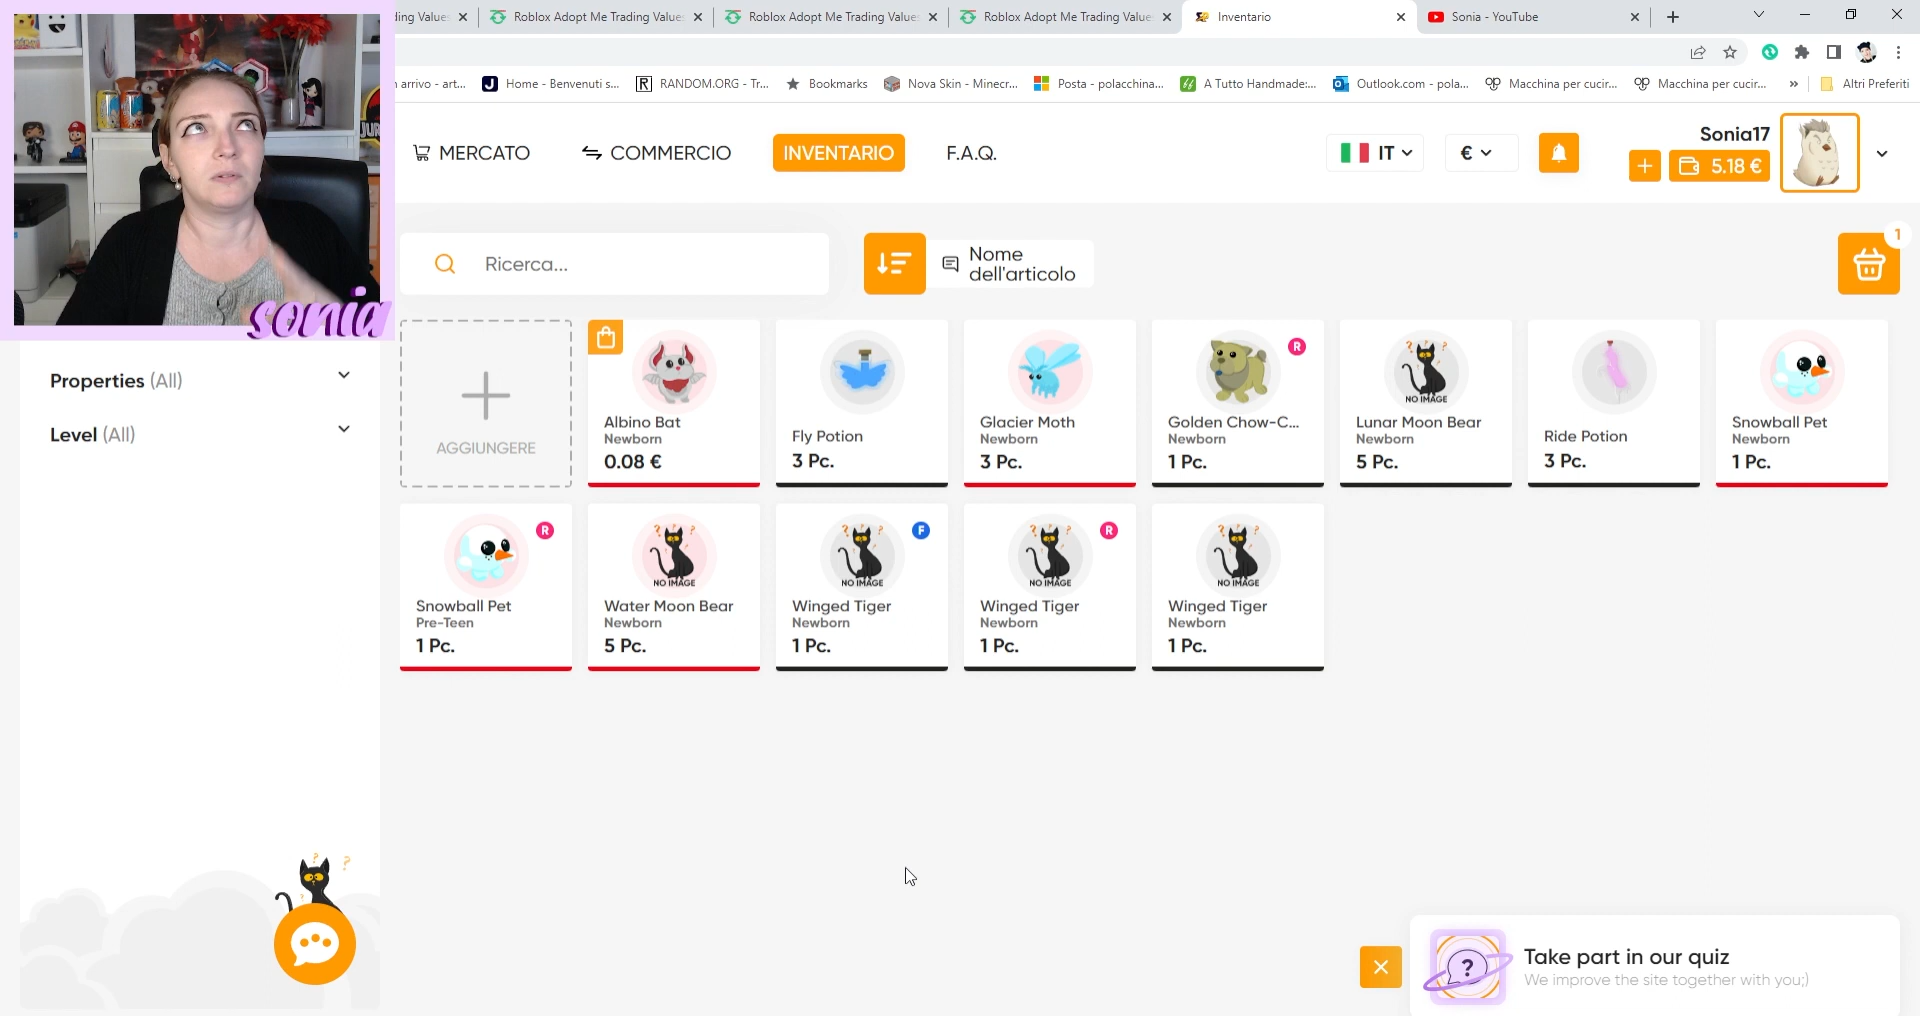 ding Values
Roblox Adopt Me Trading Values
Roblox Adopt Me Trading Values
Roblox Adopt Me Trading Values
Inventario
Sonia - YouTube
n arrivo - art...
Home - Benvenuti s...
RANDOM.ORG - Tr...
Bookmarks
Nova Skin - Minecr...
Posta - polacchina...
A Tutto Handmade:...
Outlook.com - pola...
Macchina per cucir...
Macchina per cucir...
»
Altri Preferiti
MERCATO
COMMERCIO
INVENTARIO
F.A.Q.
IT
€
Sonia17
5.18 €
sonia
Ricerca...
Nome
dell'articolo
1
Properties (All)
Level (All)
AGGIUNGERE
Albino Bat
Newborn
0.08 €
Fly Potion
3 Pc.
Glacier Moth
Newborn
3 Pc.
R
Golden Chow-C...
Newborn
1 Pc.
NO IMAGE
Lunar Moon Bear
Newborn
5 Pc.
Ride Potion
3 Pc.
Snowball Pet
Newborn
1 Pc.
R
Snowball Pet
Pre-Teen
1 Pc.
NO IMAGE
Water Moon Bear
Newborn
5 Pc.
F
NO IMAGE
Winged Tiger
Newborn
1 Pc.
R
NO IMAGE
Winged Tiger
Newborn
1 Pc.
NO IMAGE
Winged Tiger
Newborn
1 Pc.
Take part in our quiz
We improve the site together with you;)